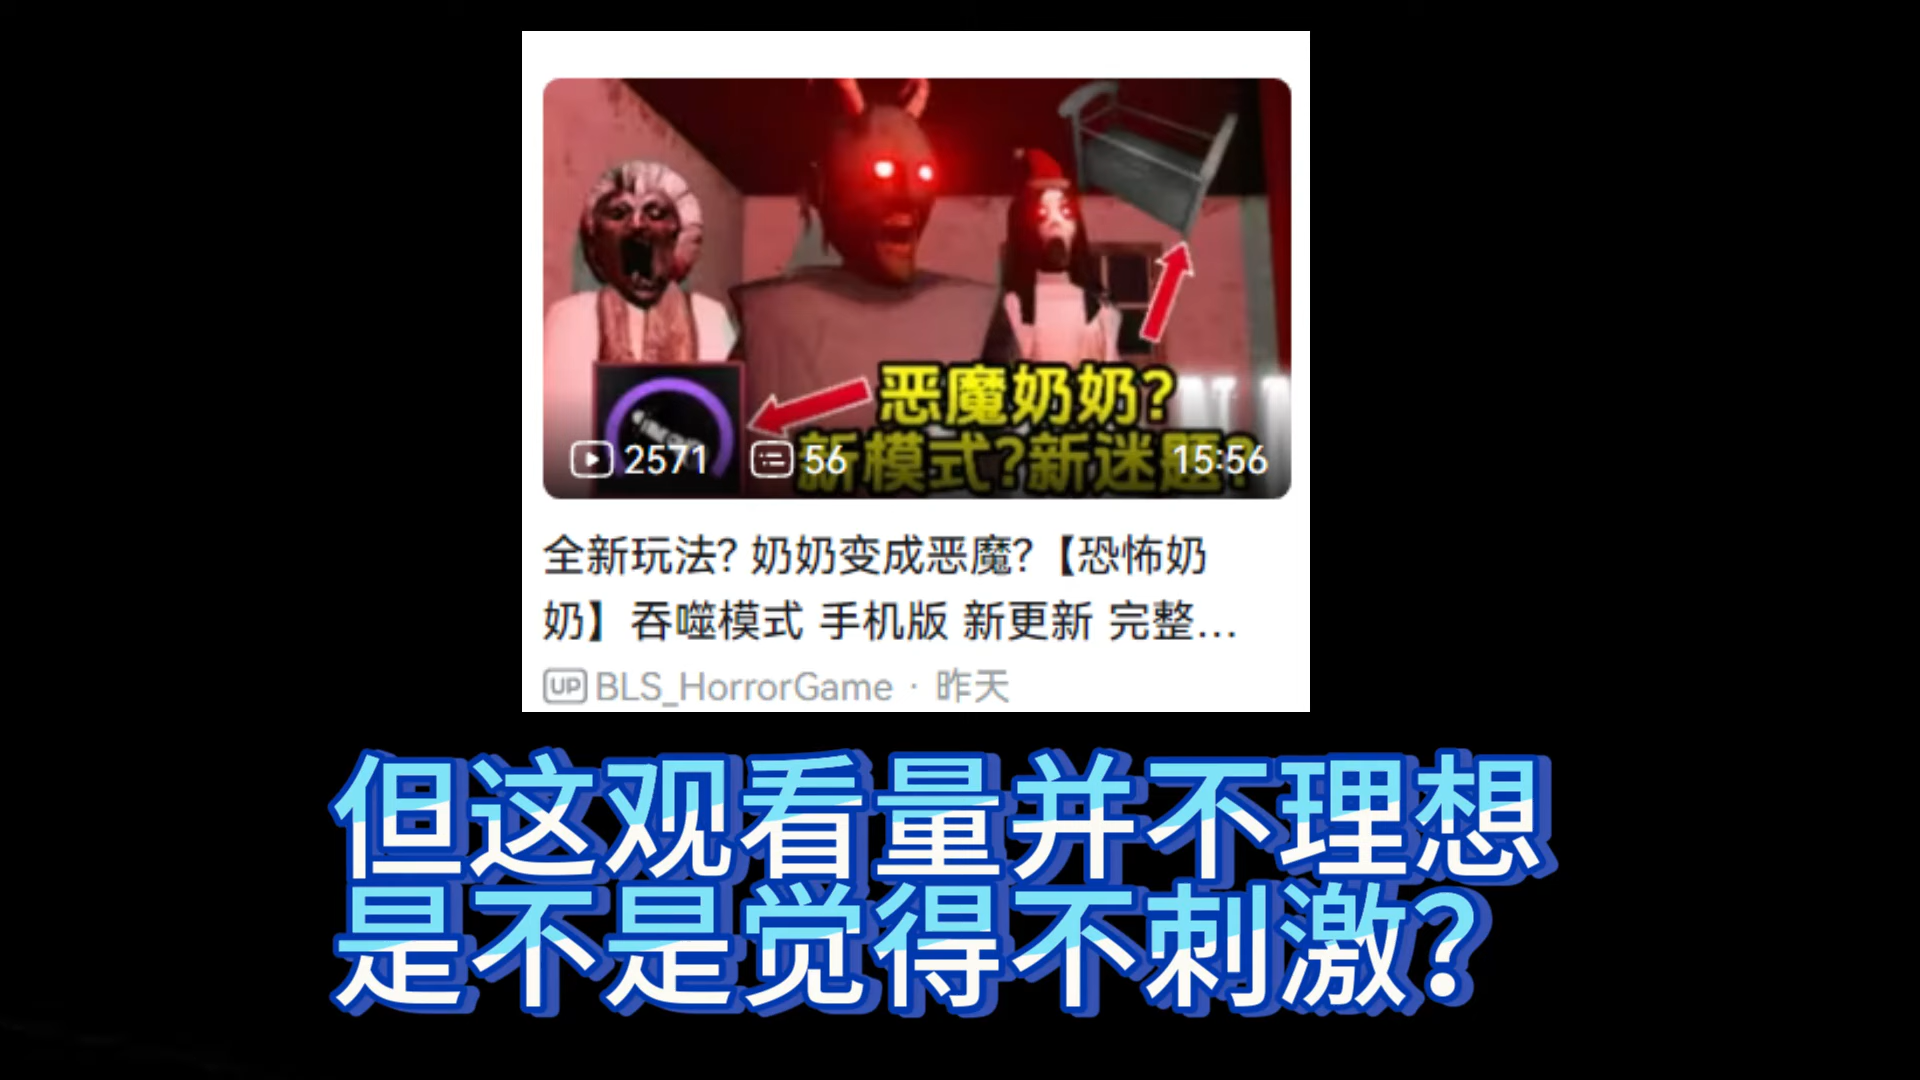 恶魔奶奶?
新模式?新迷题?
2571 56 15:56
全新玩法? 奶奶变成恶魔?【恐怖奶
奶】吞噬模式 手机版 新更新 完整...
UP BLS_HorrorGame · 昨天
但这观看量并不理想
是不是觉得不刺激?